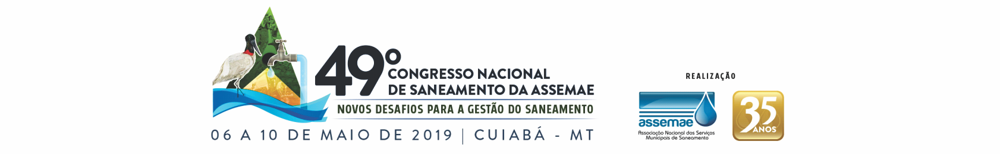 49º
CONGRESSO NACIONAL
DE SANEAMENTO DA ASSEMAE
NOVOS DESAFIOS PARA A GESTÃO DO SANEAMENTO
06 A 10 DE MAIO DE 2019 | CUIABÁ - MT
REALIZAÇÃO
assemae
Associação Nacional dos Serviços
Municipais de Saneamento
35
ANOS